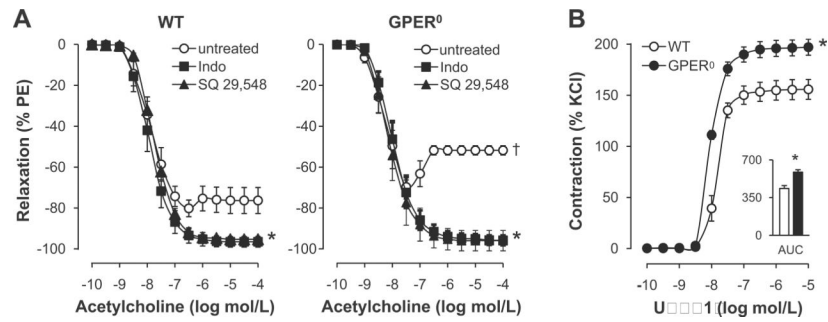 A
WT
GPER⁰
B
untreated
Indo
SQ 29,548
untreated
Indo
SQ 29,548
WT
GPER⁰
Relaxation (% PE)
0
-20
-40
-60
-80
-100
0
-20
-40
-60
-80
-100
†
*
*
-10 -9 -8 -7 -6 -5 -4
-10 -9 -8 -7 -6 -5 -4
Acetylcholine (log mol/L)
Acetylcholine (log mol/L)
Contraction (% KCl)
200
150
100
50
0
*
700
350
0
*
AUC
-10 -9 -8 -7 -6 -5
U□□□1□(log mol/L)